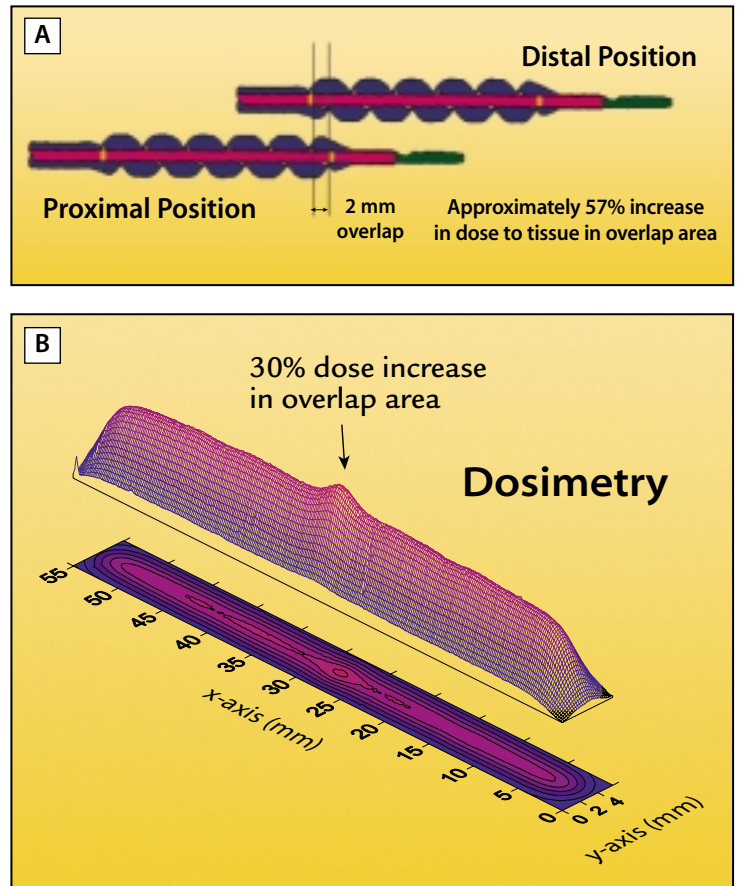 A
Distal Position
Proximal Position
2 mm
overlap
Approximately 57% increase
in dose to tissue in overlap area
B
30% dose increase
in overlap area
Dosimetry
55
50
45
40
35
30
25
20
15
10
5
0
x-axis (mm)
0
2
4
y-axis (mm)